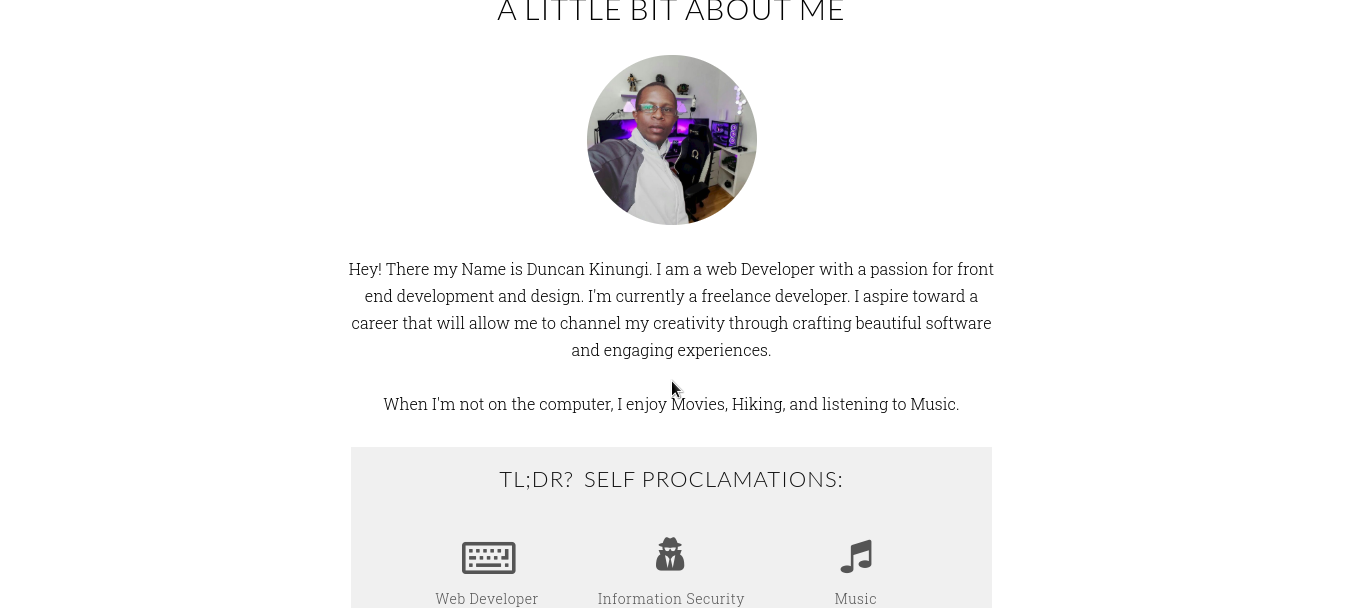 A LITTLE BIT ABOUT ME
Hey! There my Name is Duncan Kinungi. I am a web Developer with a passion for front
end development and design. I'm currently a freelance developer. I aspire toward a
career that will allow me to channel my creativity through crafting beautiful software
and engaging experiences.
When I'm not on the computer, I enjoy Movies, Hiking, and listening to Music.
TL;DR? SELF PROCLAMATIONS:
Web Developer
Information Security
Music